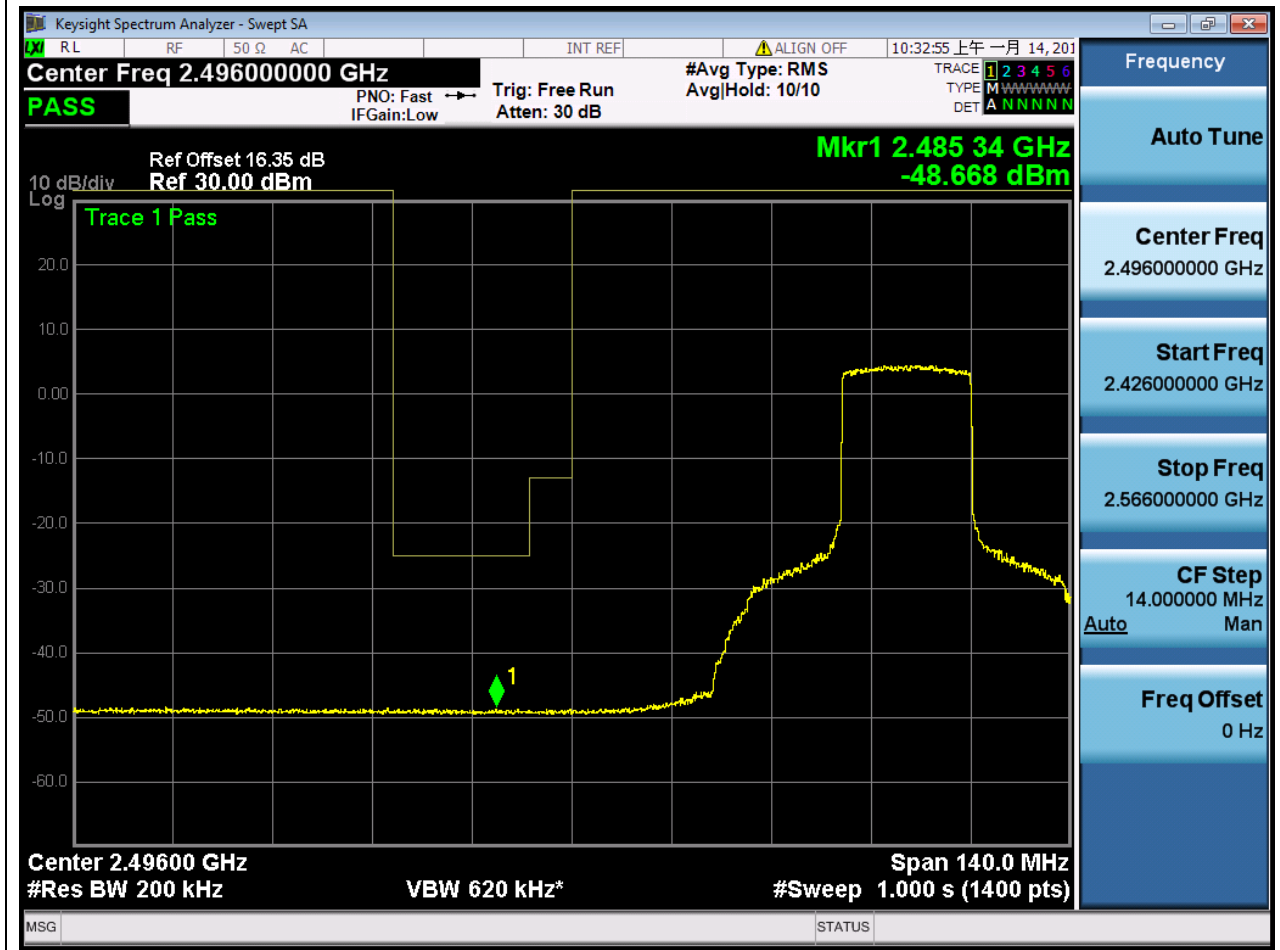 Keysight Spectrum Analyzer - Swept SA
LXI RL RF 50 Ω AC INT REF ALIGN OFF 10:32:55 上午 一月 14, 201
Center Freq 2.496000000 GHz
PASS
PNO: Fast
IFGain:Low
Trig: Free Run
Atten: 30 dB
#Avg Type: RMS
Avg|Hold: 10/10
TRACE 1 2 3 4 5 6
TYPE M WWWWW
DET A N N N N N
Mkr1 2.485 34 GHz
-48.668 dBm
Ref Offset 16.35 dB
10 dB/div Ref 30.00 dBm
Log
Trace 1 Pass
20.0
10.0
0.00
-10.0
-20.0
-30.0
-40.0
-50.0
-60.0
1
Center 2.49600 GHz Span 140.0 MHz
#Res BW 200 kHz VBW 620 kHz* #Sweep 1.000 s (1400 pts)
MSG STATUS
Frequency
Auto Tune
Center Freq
2.496000000 GHz
Start Freq
2.426000000 GHz
Stop Freq
2.566000000 GHz
CF Step
14.000000 MHz
Auto Man
Freq Offset
0 Hz